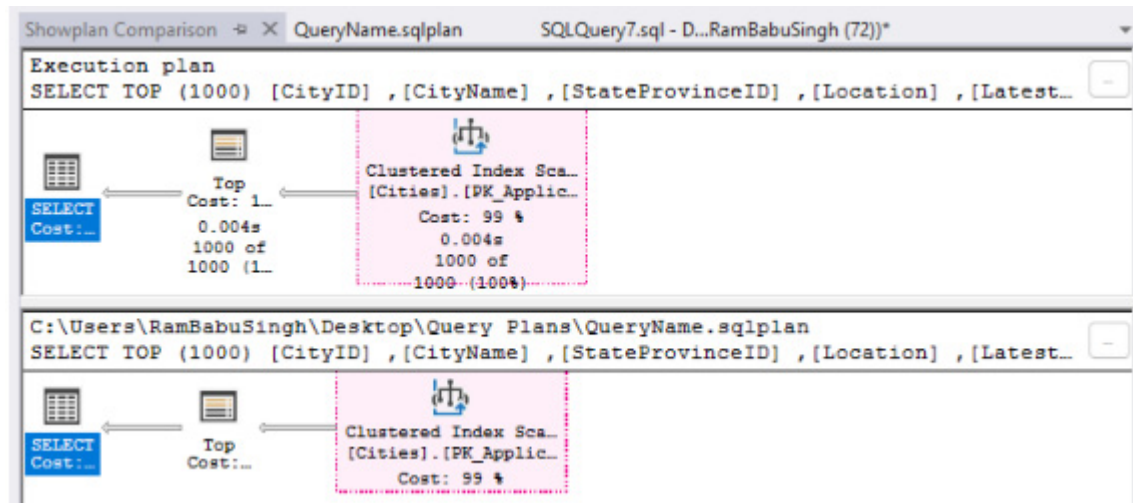 Showplan Comparison QueryName.sqlplan SQLQuery7.sql - D...RamBabuSingh (72))*
Execution plan
SELECT TOP (1000) [CityID] ,[CityName] ,[StateProvinceID] ,[Location] ,[Latest…
SELECT
Cost:…
Top
Cost: 1…
0.004s
1000 of
1000 (1…
Clustered Index Sca…
[Cities].[PK_Applic…
Cost: 99 %
0.004s
1000 of
1000 (100%)
C:\Users\RamBabuSingh\Desktop\Query Plans\QueryName.sqlplan
SELECT TOP (1000) [CityID] ,[CityName] ,[StateProvinceID] ,[Location] ,[Latest…
SELECT
Cost:…
Top
Cost:…
Clustered Index Sca…
[Cities].[PK_Applic…
Cost: 99 %